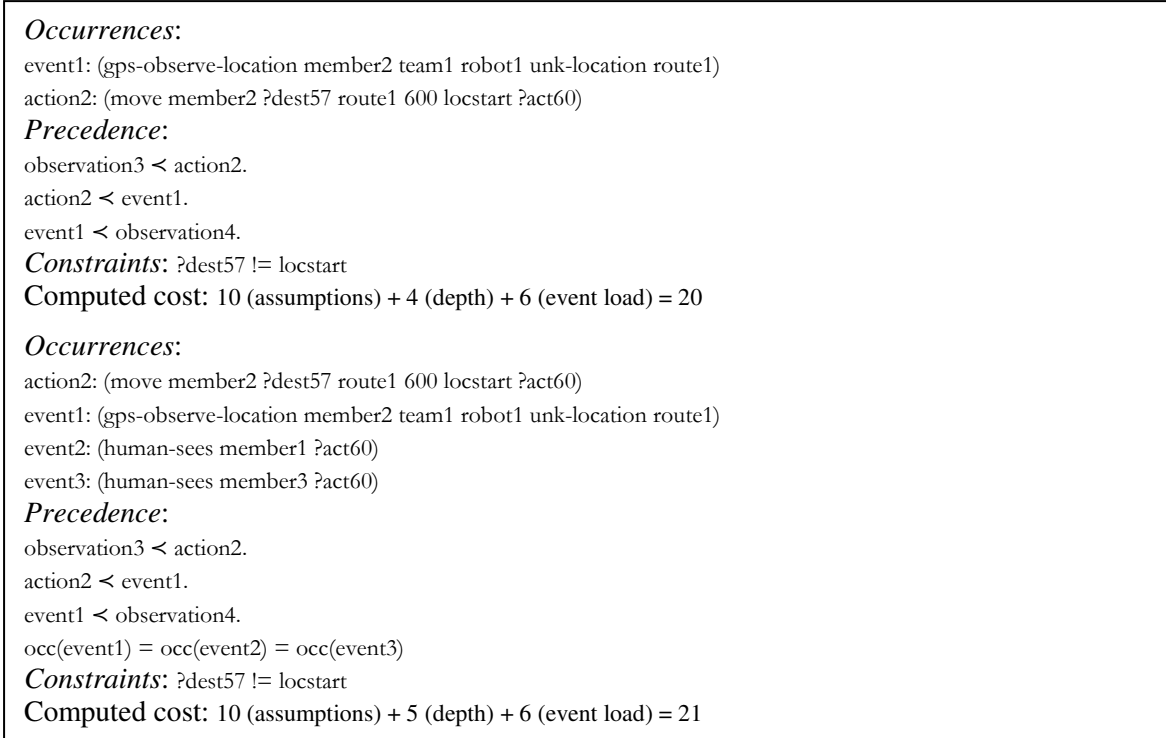 Occurrences:
event1: (gps-observe-location member2 team1 robot1 unk-location route1)
action2: (move member2 ?dest57 route1 600 locstart ?act60)
Precedence:
observation3 ≺ action2.
action2 ≺ event1.
event1 ≺ observation4.
Constraints: ?dest57 != locstart
Computed cost: 10 (assumptions) + 4 (depth) + 6 (event load) = 20
Occurrences:
action2: (move member2 ?dest57 route1 600 locstart ?act60)
event1: (gps-observe-location member2 team1 robot1 unk-location route1)
event2: (human-sees member1 ?act60)
event3: (human-sees member3 ?act60)
Precedence:
observation3 ≺ action2.
action2 ≺ event1.
event1 ≺ observation4.
occ(event1) = occ(event2) = occ(event3)
Constraints: ?dest57 != locstart
Computed cost: 10 (assumptions) + 5 (depth) + 6 (event load) = 21